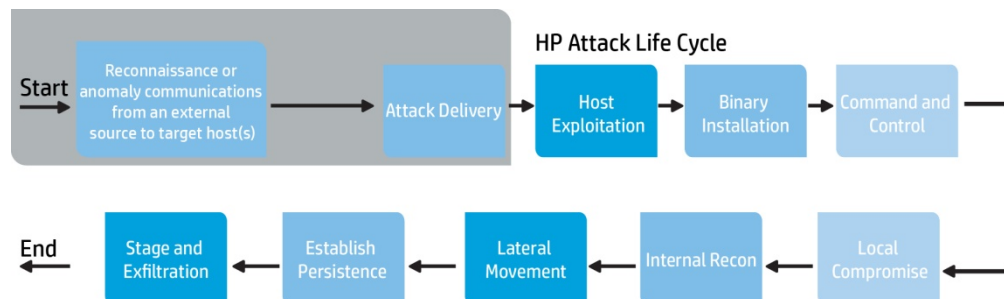 HP Attack Life Cycle
Start
Reconnaissance or
anomaly communications
from an external
source to target host(s)
Attack Delivery
Host
Exploitation
Binary
Installation
Command and
Control
End
Stage and
Exfiltration
Establish
Persistence
Lateral
Movement
Internal Recon
Local
Compromise